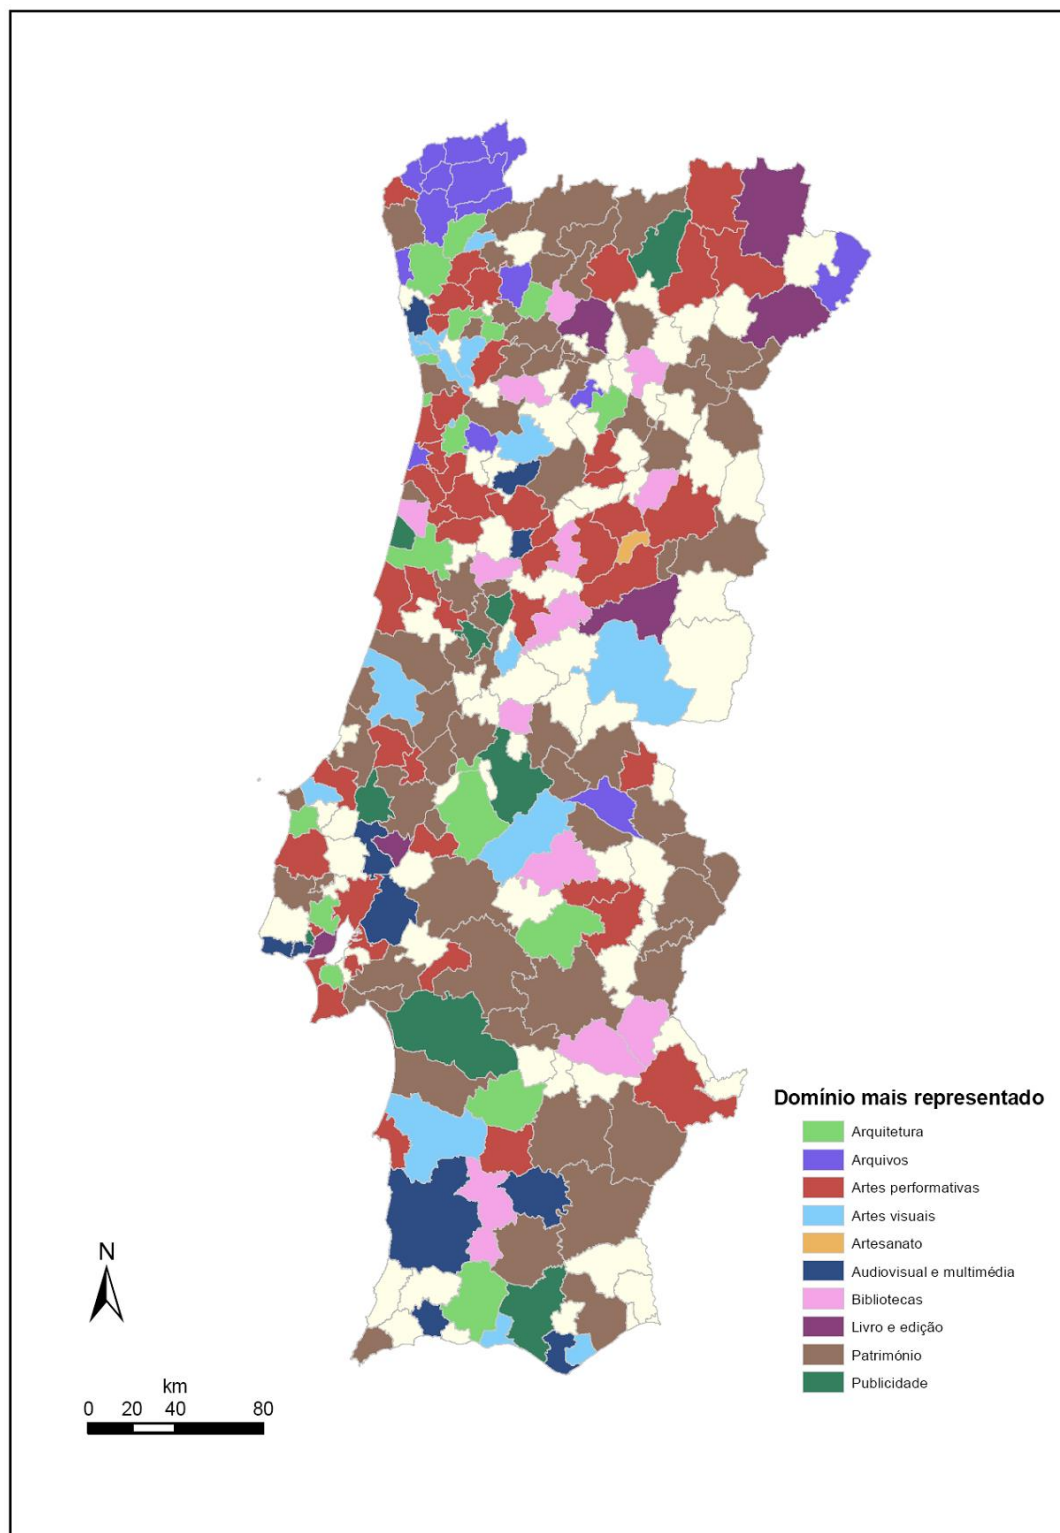 Domínio mais representado
Arquitetura
Arquivos
Artes performativas
Artes visuais
Artesanato
Audiovisual e multimédia
Bibliotecas
Livro e edição
Património
Publicidade
N
km
0 20 40 80